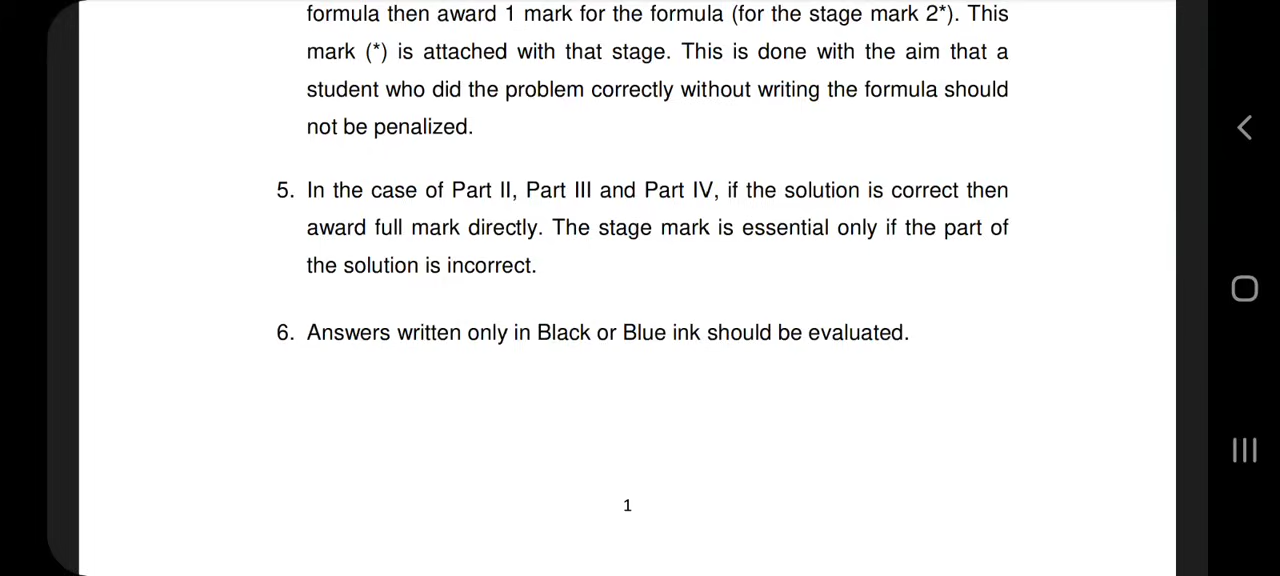 formula then award 1 mark for the formula (for the stage mark 2*). This
mark (*) is attached with that stage. This is done with the aim that a
student who did the problem correctly without writing the formula should
not be penalized.
5. In the case of Part II, Part III and Part IV, if the solution is correct then
award full mark directly. The stage mark is essential only if the part of
the solution is incorrect.
6. Answers written only in Black or Blue ink should be evaluated.
1